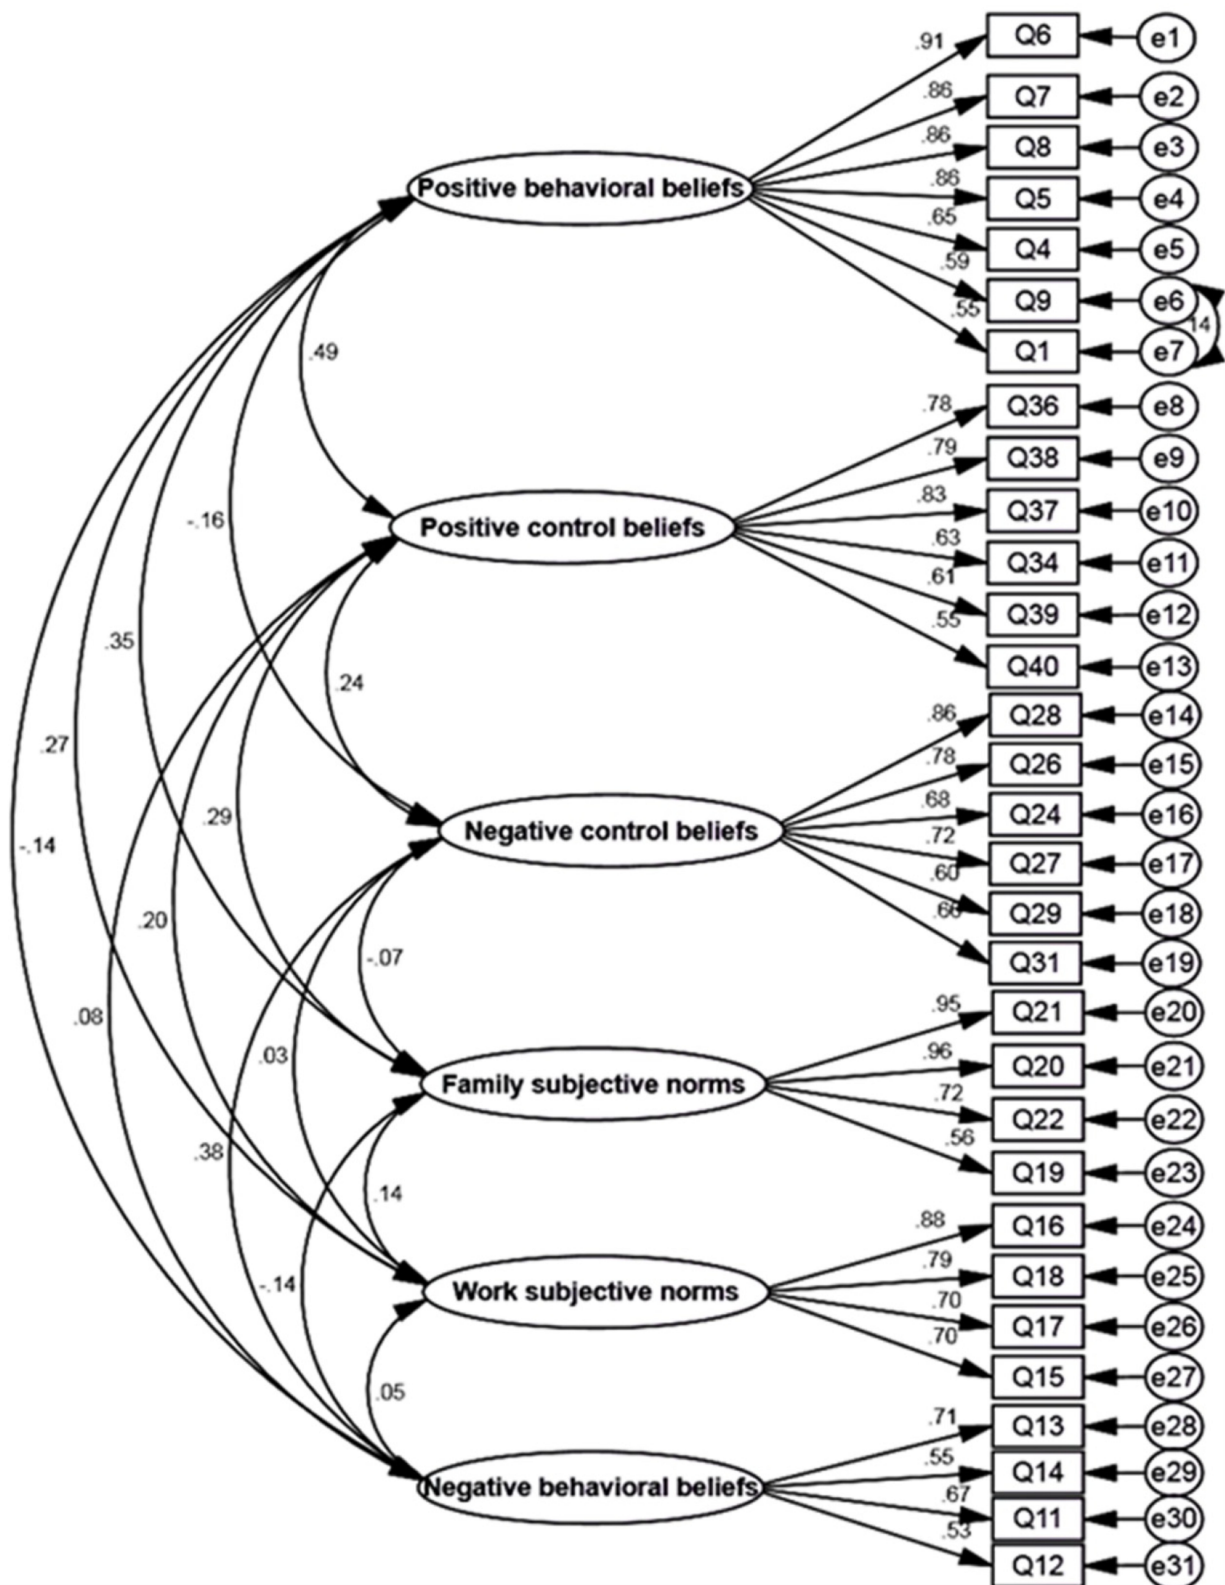 .91 Q6 e1
.86 Q7 e2
.86 Q8 e3
Positive behavioral beliefs .86 Q5 e4
.65 Q4 e5
.59 Q9 e6
14
.55 Q1 e7
.49
.78 Q36 e8
.79 Q38 e9
-.16 Positive control beliefs .83 Q37 e10
.63 Q34 e11
.61 Q39 e12
.35
.55 Q40 e13
.24
.86 Q28 e14
.27
.78 Q26 e15
.29 Negative control beliefs .68 Q24 e16
-.14
.72 Q27 e17
.60 Q29 e18
.20
.66 Q31 e19
-.07
.08
.95 Q21 e20
.03
Family subjective norms .96 Q20 e21
.72 Q22 e22
.38
.56 Q19 e23
.14
.88 Q16 e24
-.14 Work subjective norms .79 Q18 e25
.70 Q17 e26
.70 Q15 e27
.05
.71 Q13 e28
Negative behavioral beliefs .55 Q14 e29
.67 Q11 e30
.53 Q12 e31